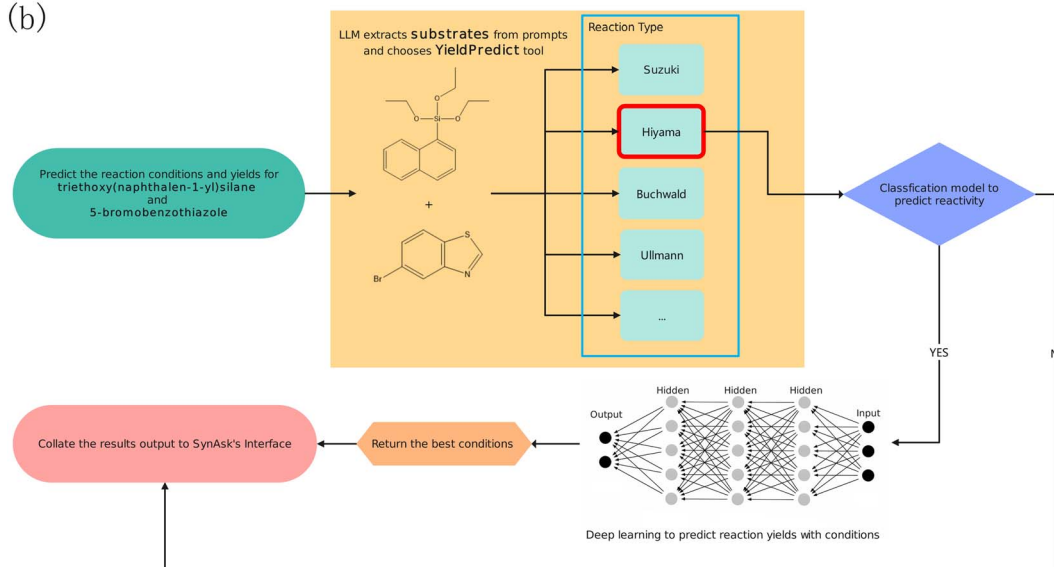 (b)
LLM extracts substrates from prompts
and chooses YieldPredict tool
Reaction Type
Suzuki
Hiyama
Buchwald
Ullmann
...
O
O
Si
O
+
S
N
Br
Predict the reaction conditions and yields for
triethoxy(naphthalen-1-yl)silane
and
5-bromobenzothiazole
Classfication model to
predict reactivity
YES
N
Hidden
Hidden
Hidden
Output
Input
Collate the results output to SynAsk's Interface
Return the best conditions
Deep learning to predict reaction yields with conditions